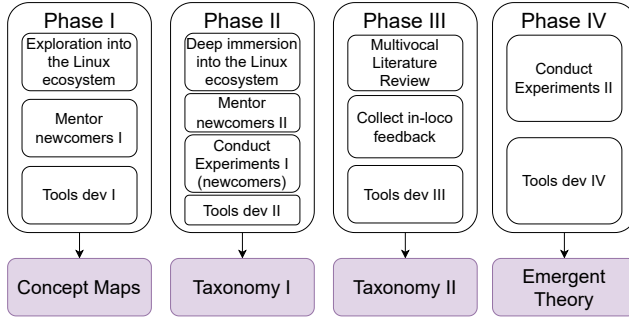 Phase I
Exploration into
the Linux
ecosystem
Mentor
newcomers I
Tools dev I
Concept Maps
Phase II
Deep immersion
into the Linux
ecosystem
Mentor
newcomers II
Conduct
Experiments I
(newcomers)
Tools dev II
Taxonomy I
Phase III
Multivocal
Literature
Review
Collect in-loco
feedback
Tools dev III
Taxonomy II
Phase IV
Conduct
Experiments II
Tools dev IV
Emergent
Theory